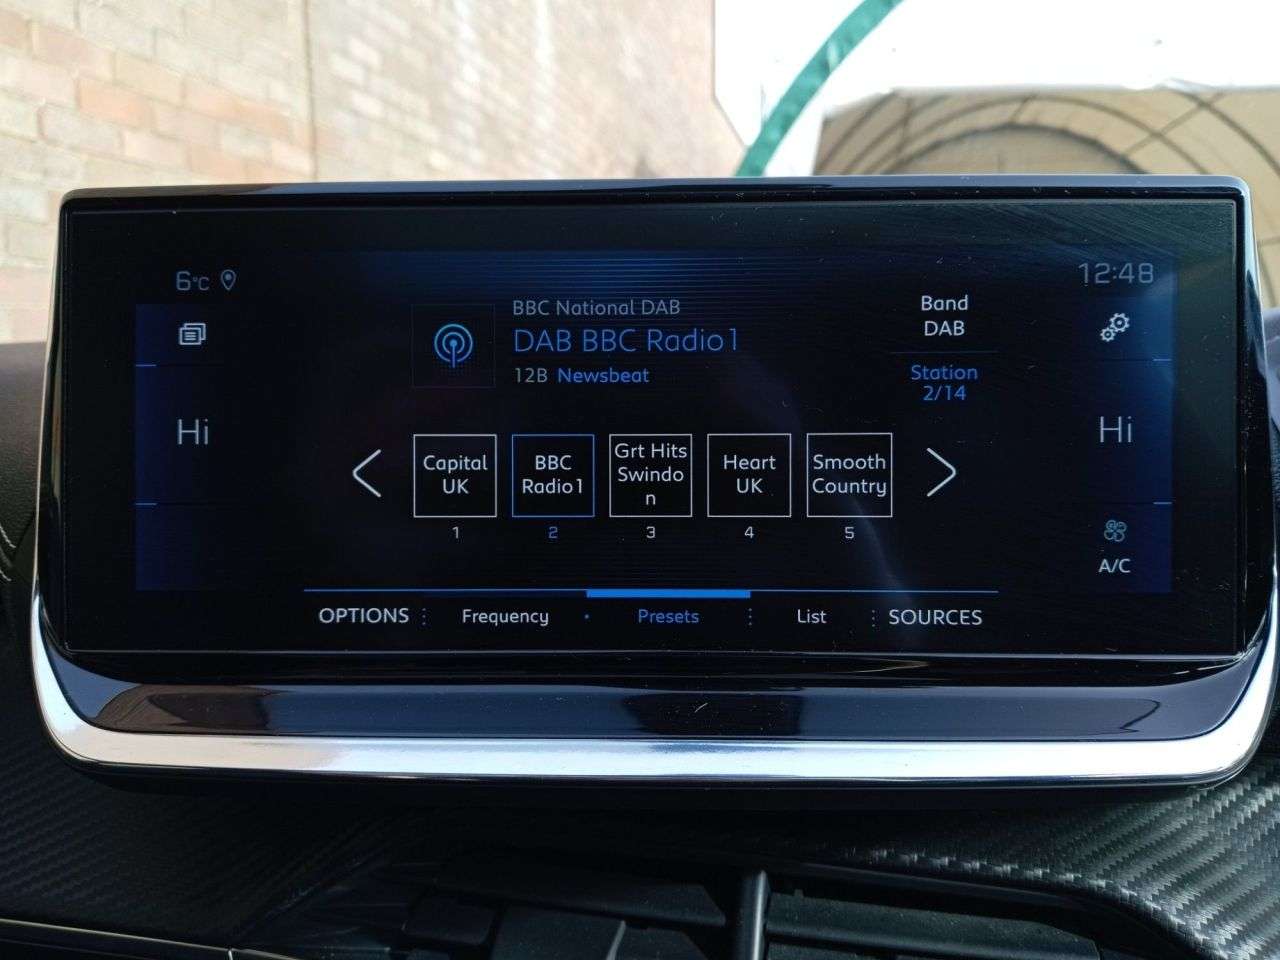 6°C
12:48
BBC National DAB
DAB BBC Radio1
12B Newsbeat
Band
DAB
Station
2/14
Hi
Hi
Capital
UK
BBC
Radio1
Grt Hits
Swindo
n
Heart
UK
Smooth
Country
1
2
3
4
5
A/C
OPTIONS
Frequency
Presets
List
SOURCES